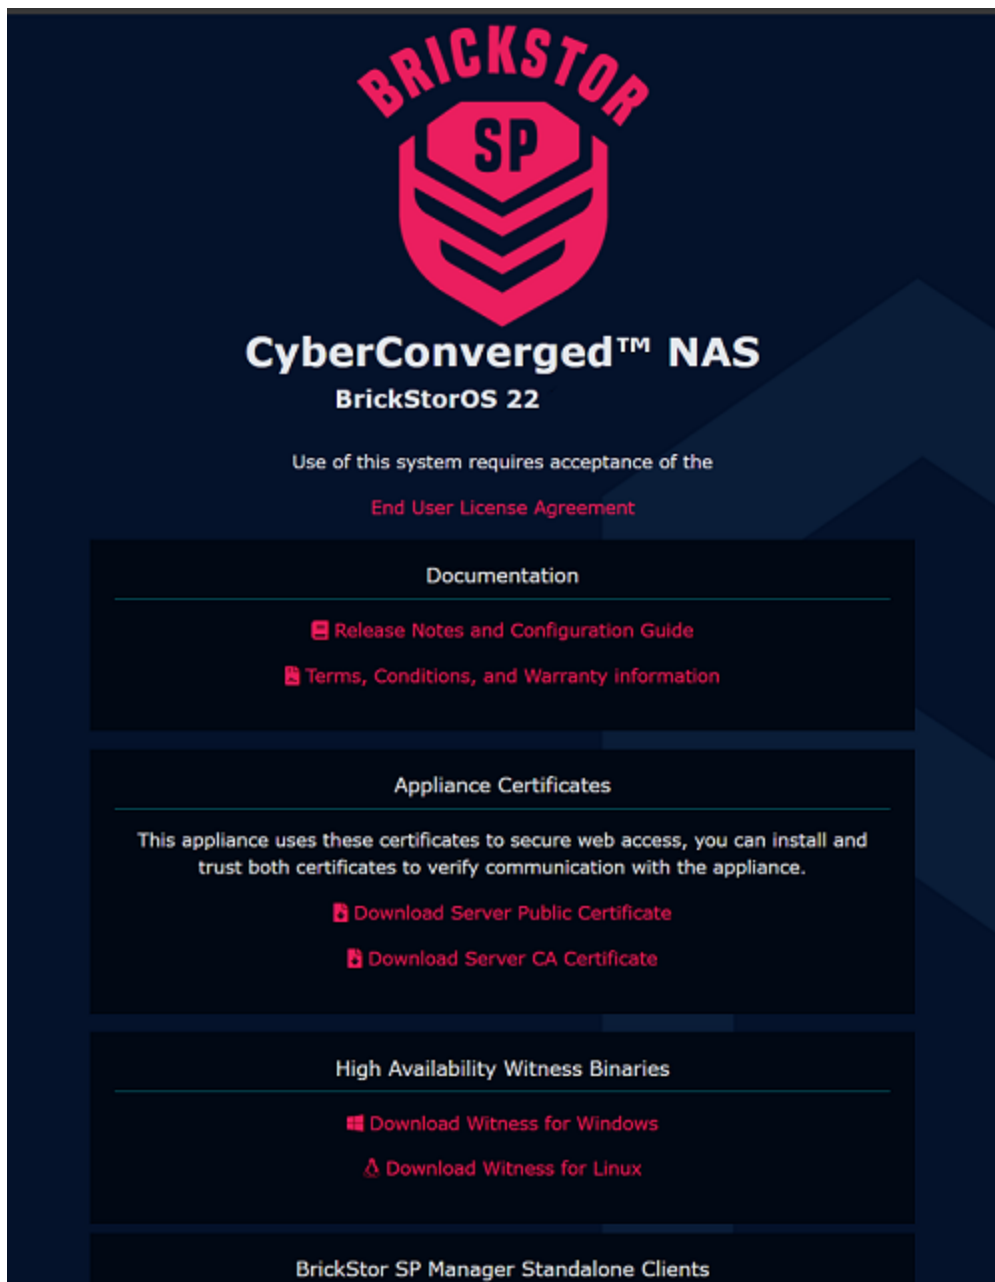 BRICKSTOR
SP
CyberConverged™ NAS
BrickStorOS 22
Use of this system requires acceptance of the
End User License Agreement
Documentation
Release Notes and Configuration Guide
Terms, Conditions, and Warranty information
Appliance Certificates
This appliance uses these certificates to secure web access, you can install and
trust both certificates to verify communication with the appliance.
Download Server Public Certificate
Download Server CA Certificate
High Availability Witness Binaries
Download Witness for Windows
Download Witness for Linux
BrickStor SP Manager Standalone Clients